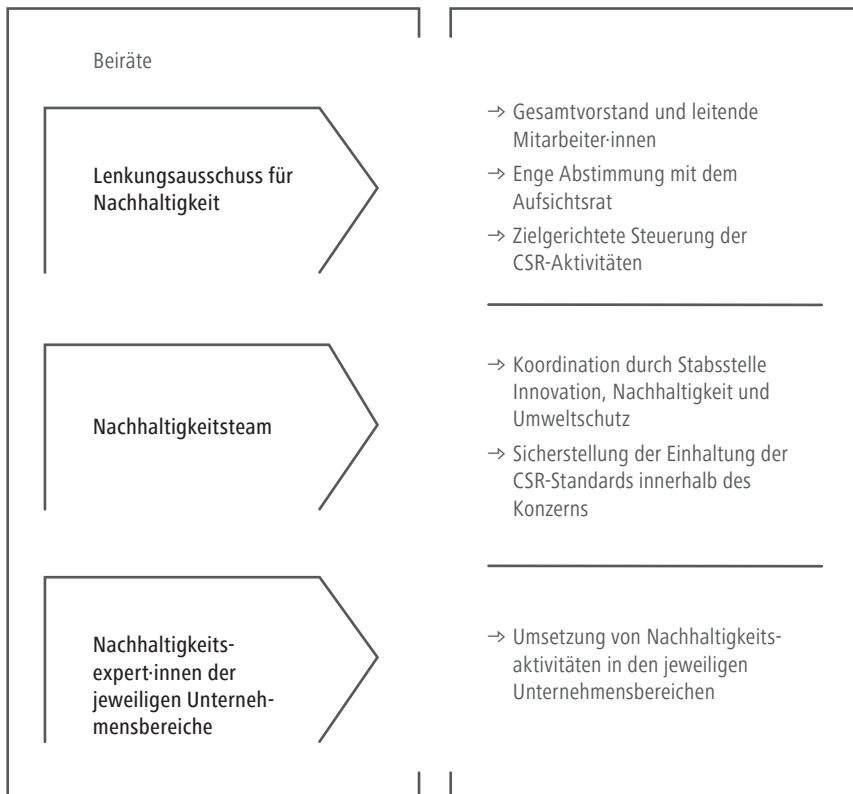 Beiräte
Lenkungsausschuss für
Nachhaltigkeit
→ Gesamtvorstand und leitende
Mitarbeiter·innen
→ Enge Abstimmung mit dem
Aufsichtsrat
→ Zielgerichtete Steuerung der
CSR-Aktivitäten
Nachhaltigkeitsteam
→ Koordination durch Stabsstelle
Innovation, Nachhaltigkeit und
Umweltschutz
→ Sicherstellung der Einhaltung der
CSR-Standards innerhalb des
Konzerns
Nachhaltigkeits-
expert·innen der
jeweiligen Unterneh-
mensbereiche
→ Umsetzung von Nachhaltigkeits-
aktivitäten in den jeweiligen
Unternehmensbereichen